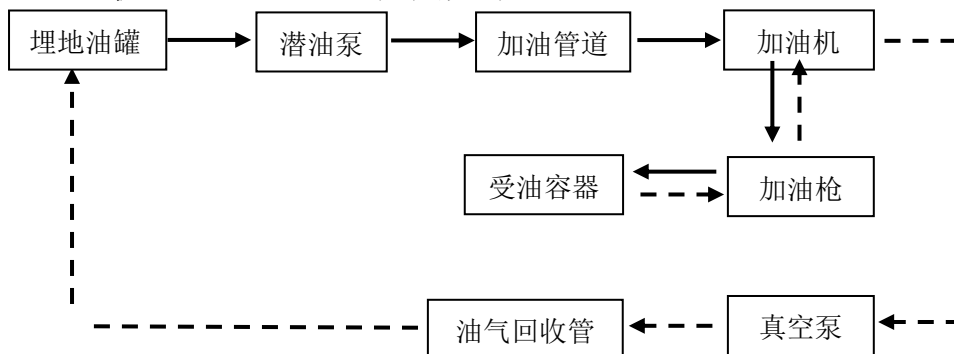 埋地油罐
潜油泵
加油管道
加油机
受油容器
加油枪
油气回收管
真空泵